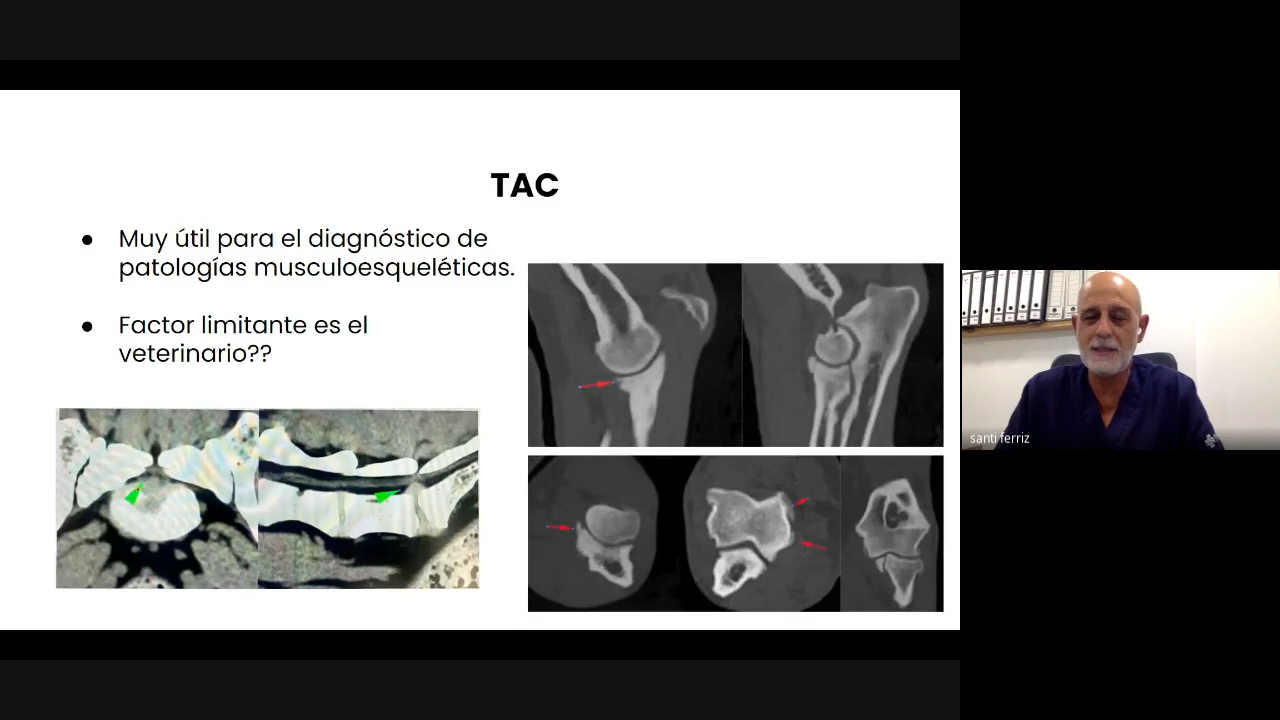 TAC
● Muy útil para el diagnóstico de
patologías musculoesqueléticas.
● Factor limitante es el
veterinario??
santi ferriz